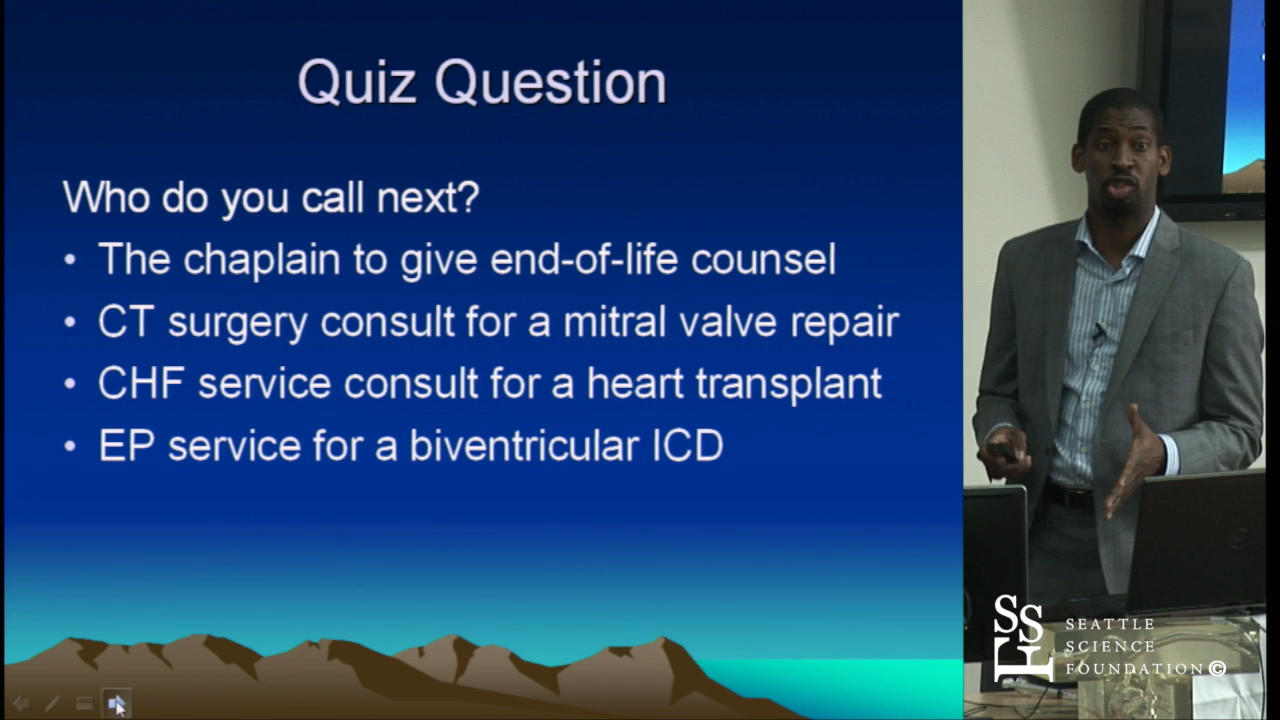 Quiz Question
Who do you call next?
• The chaplain to give end-of-life counsel
• CT surgery consult for a mitral valve repair
• CHF service consult for a heart transplant
• EP service for a biventricular ICD
SSF
SEATTLE
SCIENCE
FOUNDATION©